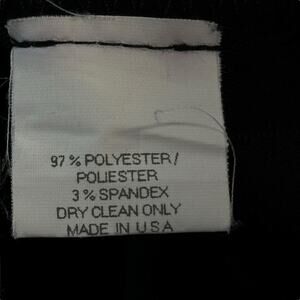 97% POLYESTER/
POLIESTER
3% SPANDEX
DRY CLEAN ONLY
MADE IN U.S.A